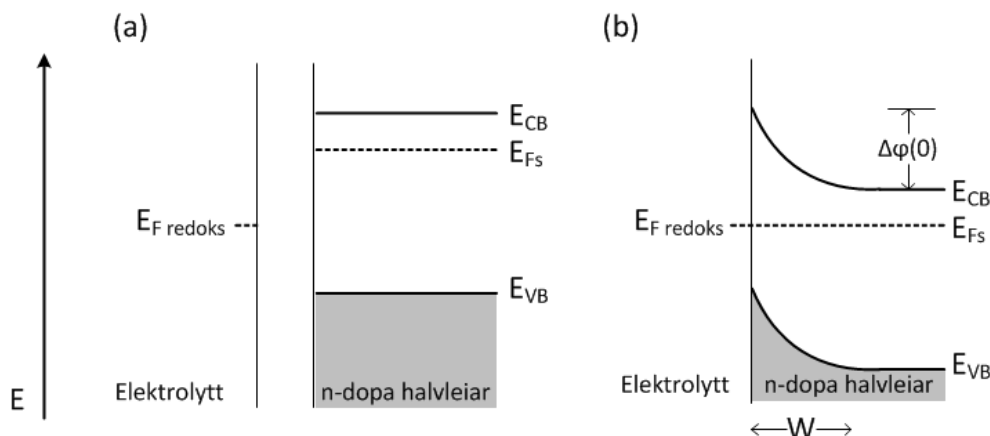 (a)
E_CB
E_Fs
E_F redoks
E_VB
Elektrolytt
n-dopa halvleiar
E
(b)
Δφ(0)
E_CB
E_F redoks
E_Fs
E_VB
Elektrolytt
n-dopa halvleiar
W